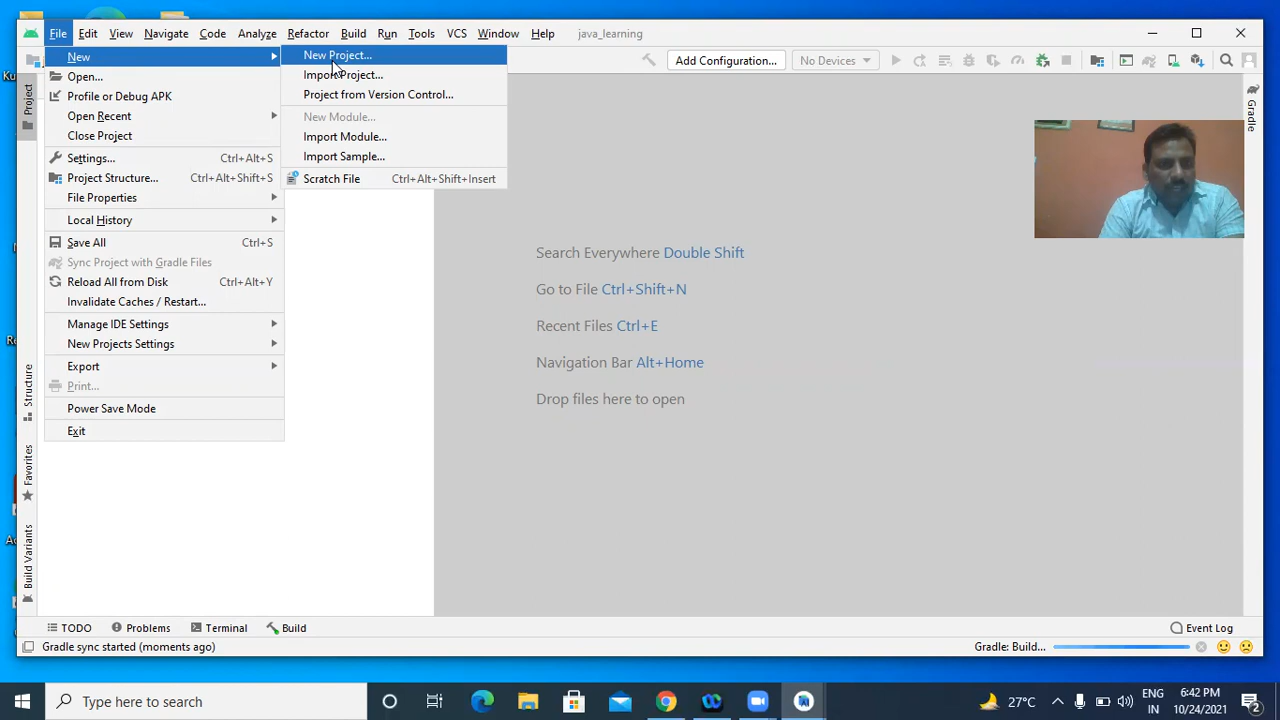 File Edit View Navigate Code Analyze Refactor Build Run Tools VCS Window Help java_learning
New
Open...
Profile or Debug APK
Open Recent
Close Project
Settings... Ctrl+Alt+S
Project Structure... Ctrl+Alt+Shift+S
File Properties
Local History
Save All Ctrl+S
Sync Project with Gradle Files
Reload All from Disk Ctrl+Alt+Y
Invalidate Caches / Restart...
Manage IDE Settings
New Projects Settings
Export
Print...
Power Save Mode
Exit
New Project...
Import Project...
Project from Version Control...
New Module...
Import Module...
Import Sample...
Scratch File Ctrl+Alt+Shift+Insert
Add Configuration...
No Devices
Project
Structure
Favorites
Build Variants
Gradle
Search Everywhere Double Shift
Go to File Ctrl+Shift+N
Recent Files Ctrl+E
Navigation Bar Alt+Home
Drop files here to open
TODO Problems Terminal Build Event Log
Gradle sync started (moments ago) Gradle: Build...
Type here to search
27°C
ENG
IN
6:42 PM
10/24/2021
2